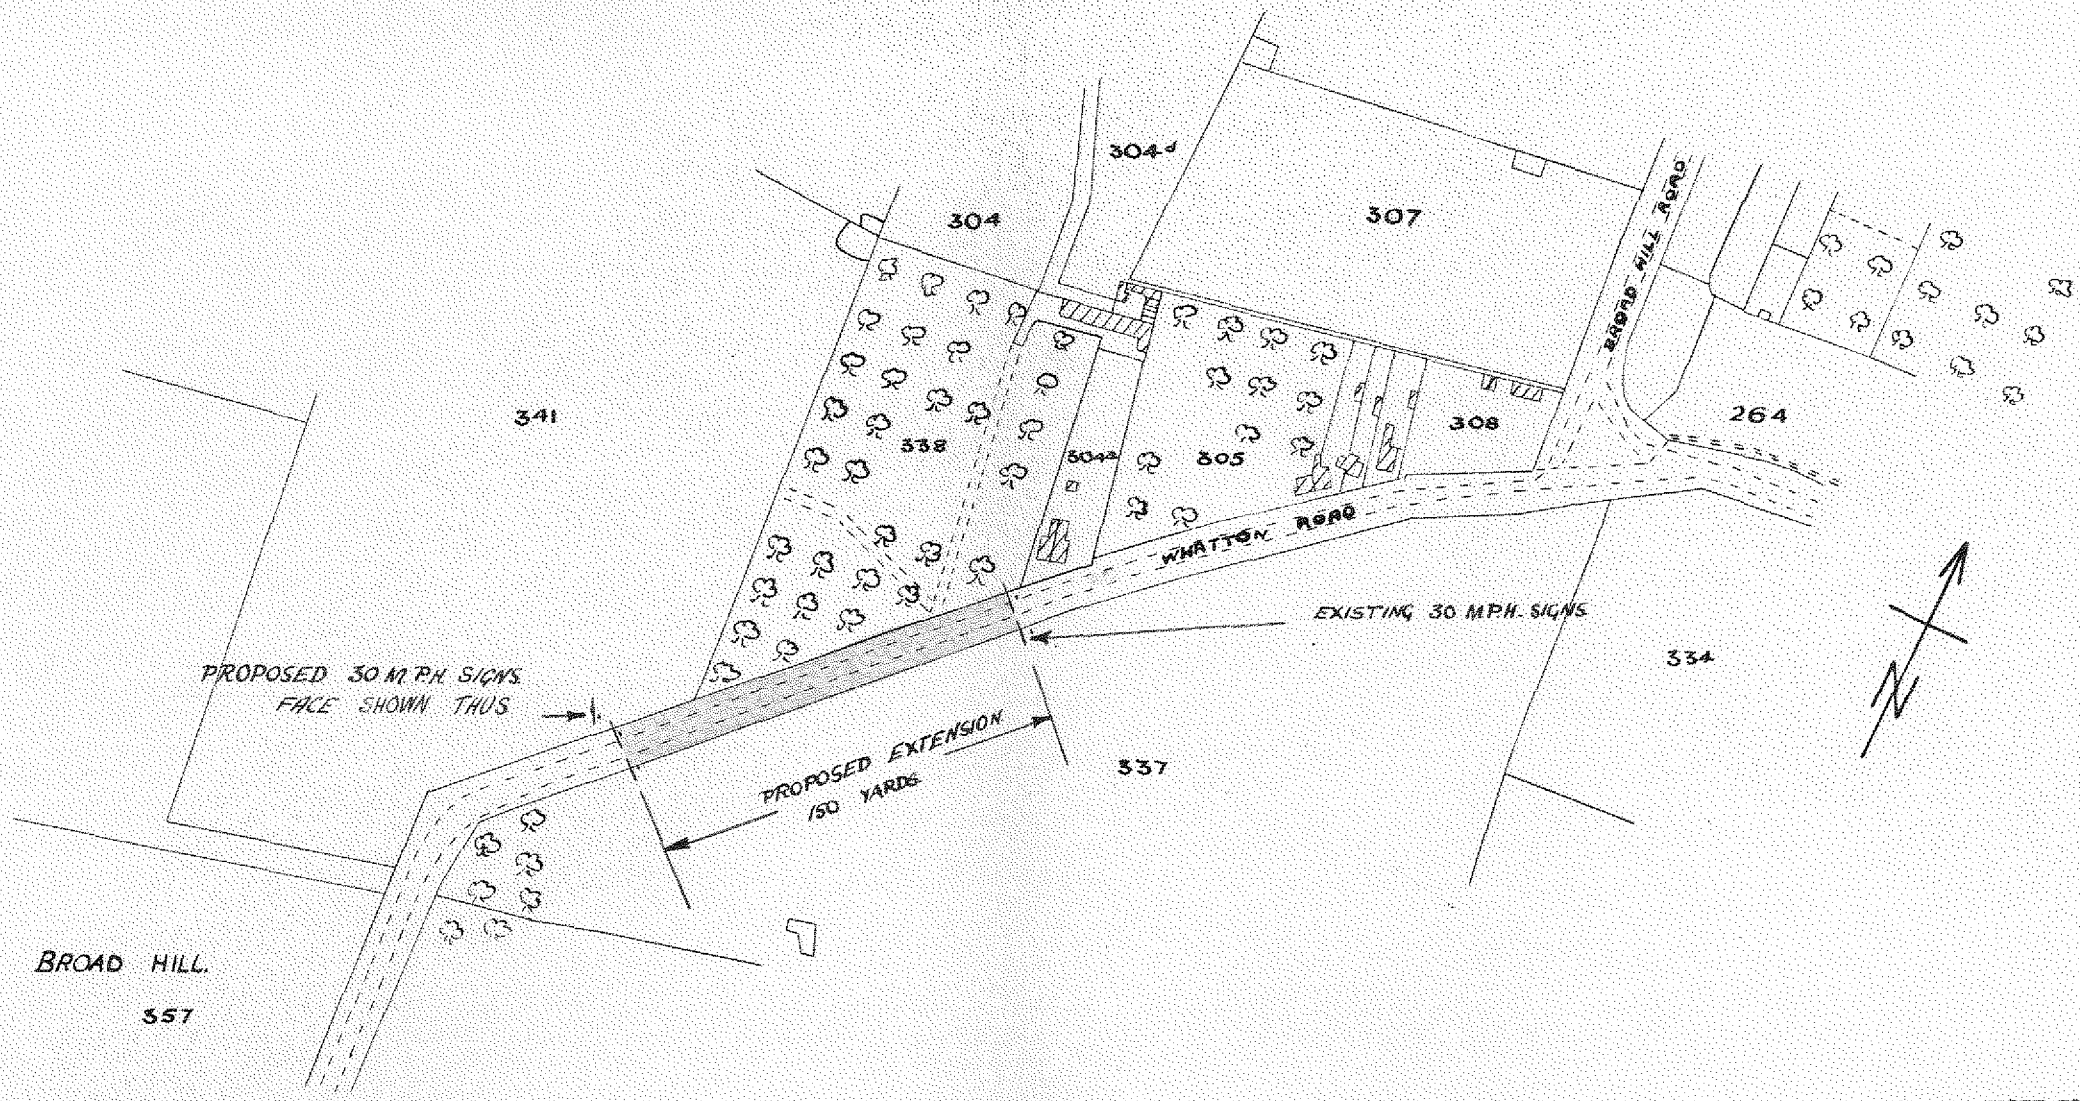 304d
304
307
BROAD HILL ROAD
341
338
304a
305
308
264
WHATTON ROAD
EXISTING 30 M.P.H. SIGNS
334
PROPOSED 30 M.P.H. SIGNS
FACE SHOWN THUS
PROPOSED EXTENSION
150 YARDS
337
N
BROAD HILL.
357